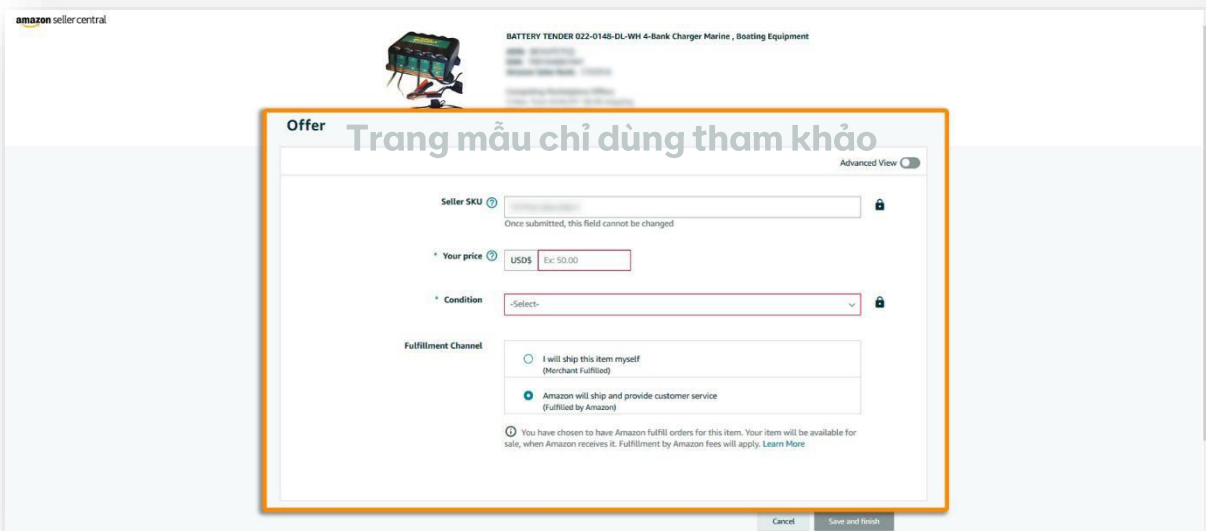 amazon seller central
BATTERY TENDER 022-0148-DL-WH 4-Bank Charger Marine , Boating Equipment
Offer
Trang mẫu chỉ dùng tham khảo
Advanced View
Seller SKU
Once submitted, this field cannot be changed
* Your price
USD$
Ex: 50.00
* Condition
-Select-
Fulfillment Channel
I will ship this item myself
(Merchant Fulfilled)
Amazon will ship and provide customer service
(Fulfilled by Amazon)
You have chosen to have Amazon fulfill orders for this item. Your item will be available for
sale, when Amazon receives it. Fulfillment by Amazon fees will apply. Learn More
Cancel
Save and finish